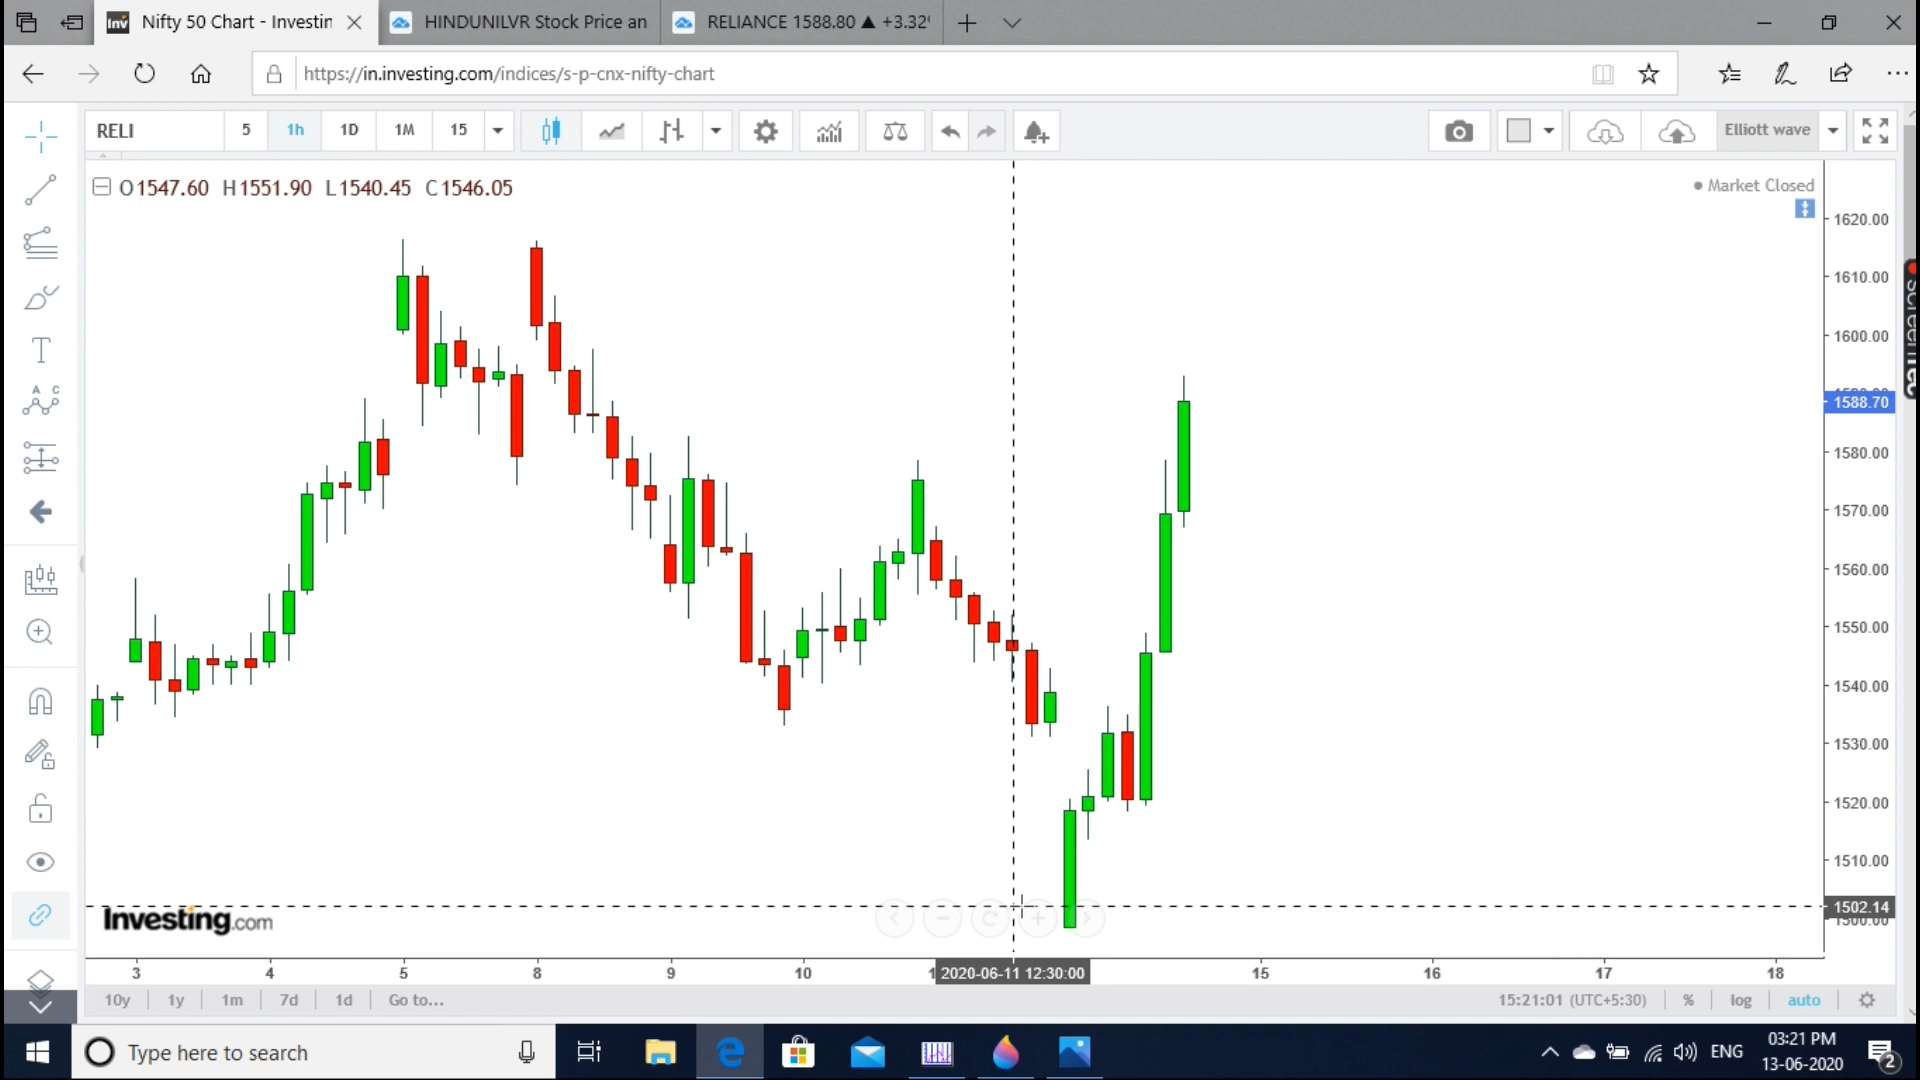 Nifty 50 Chart - Investin
HINDUNILVR Stock Price an
RELIANCE 1588.80 ▲ +3.32
https://in.investing.com/indices/s-p-cnx-nifty-chart
RELI 5 1h 1D 1M 15
Elliott wave
O1547.60 H1551.90 L1540.45 C1546.05
Market Closed
1620.00
1610.00
1600.00
1588.70
1580.00
1570.00
1560.00
1550.00
1540.00
1530.00
1520.00
1510.00
1502.14
T
A C
Investing.com
3 4 5 8 9 10 2020-06-11 12:30:00 15 16 17 18
10y 1y 1m 7d 1d Go to... 15:21:01 (UTC+5:30) % log auto
Type here to search
ENG
03:21 PM
13-06-2020
2